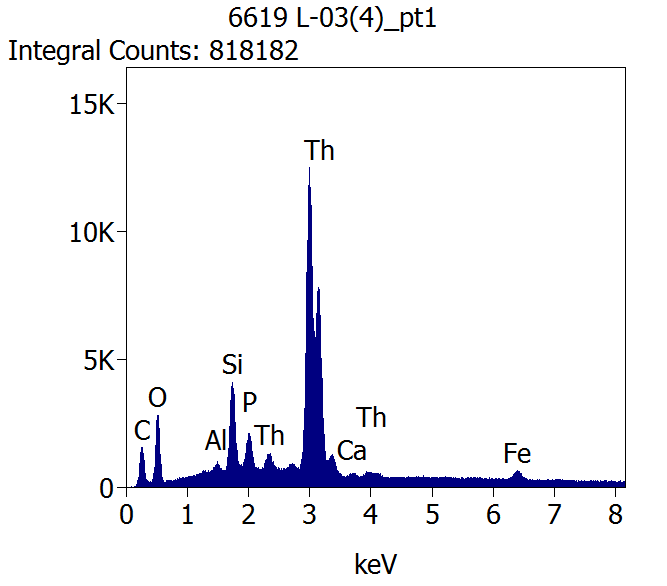 6619 L-03(4)_pt1
Integral Counts: 818182
15K
Th
10K
5K
Si
O
P
Th
C
Al
Th
Ca
Fe
0
0 1 2 3 4 5 6 7 8
keV